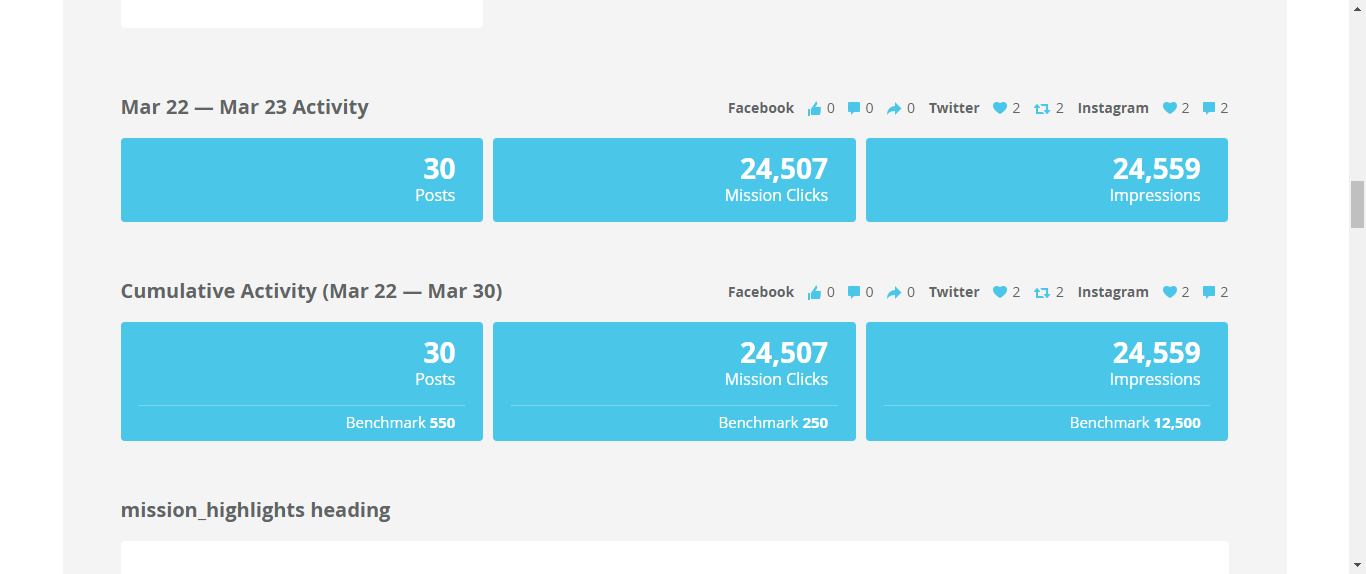 Mar 22 — Mar 23 Activity
Facebook 0 0 0 Twitter 2 2 Instagram 2 2
30 24,507 24,559
Posts Mission Clicks Impressions
Cumulative Activity (Mar 22 — Mar 30)
Facebook 0 0 0 Twitter 2 2 Instagram 2 2
30 24,507 24,559
Posts Mission Clicks Impressions
Benchmark 550 Benchmark 250 Benchmark 12,500
mission_highlights heading